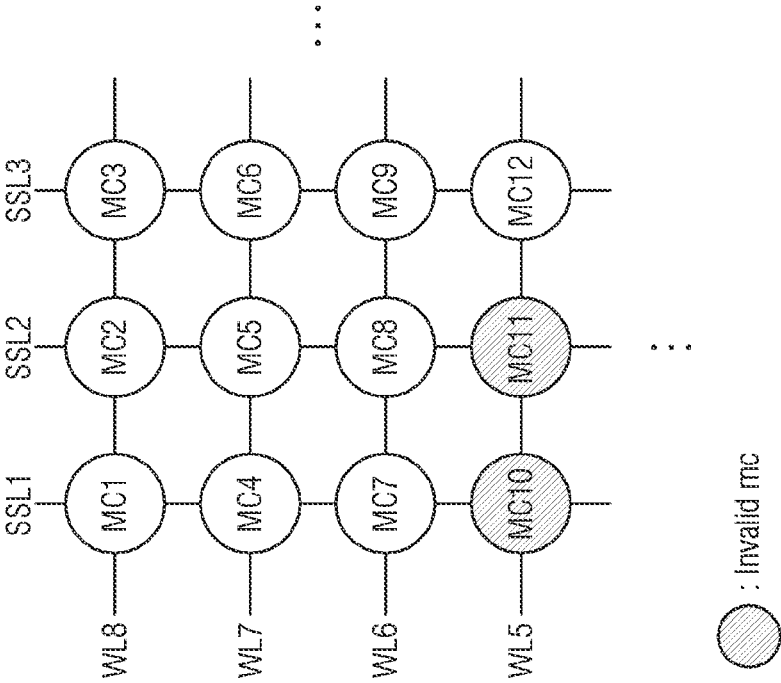 SSL1 SSL2 SSL3
WL8 MC1 MC2 MC3
WL7 MC4 MC5 MC6
WL6 MC7 MC8 MC9
WL5 MC10 MC11 MC12
: Invalid mc